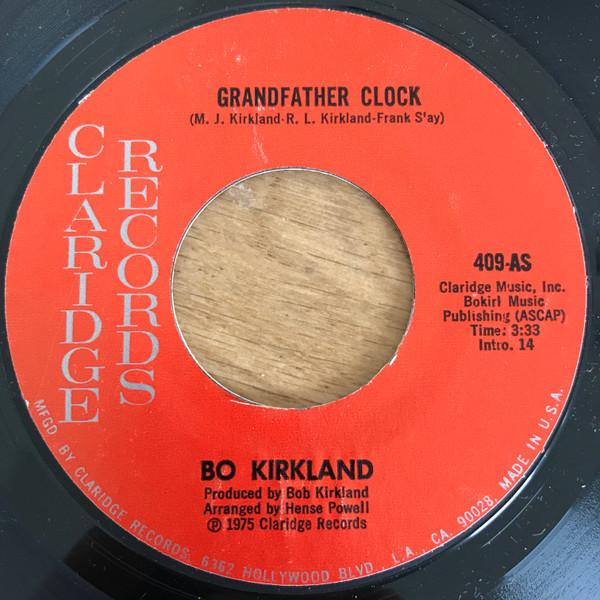 GRANDFATHER CLOCK
(M. J. Kirkland-R. L. Kirkland-Frank S'ay)
CLARIDGE
RECORDS
409-AS
Claridge Music, Inc.
Bokirl Music
Publishing (ASCAP)
Time: 3:33
Intro. 14
BO KIRKLAND
Produced by Bob Kirkland
Arranged by Hense Powell
℗ 1975 Claridge Records
MFGD BY CLARIDGE RECORDS, 6362 HOLLYWOOD BLVD., L.A., CA. 90028, MADE IN U.S.A.